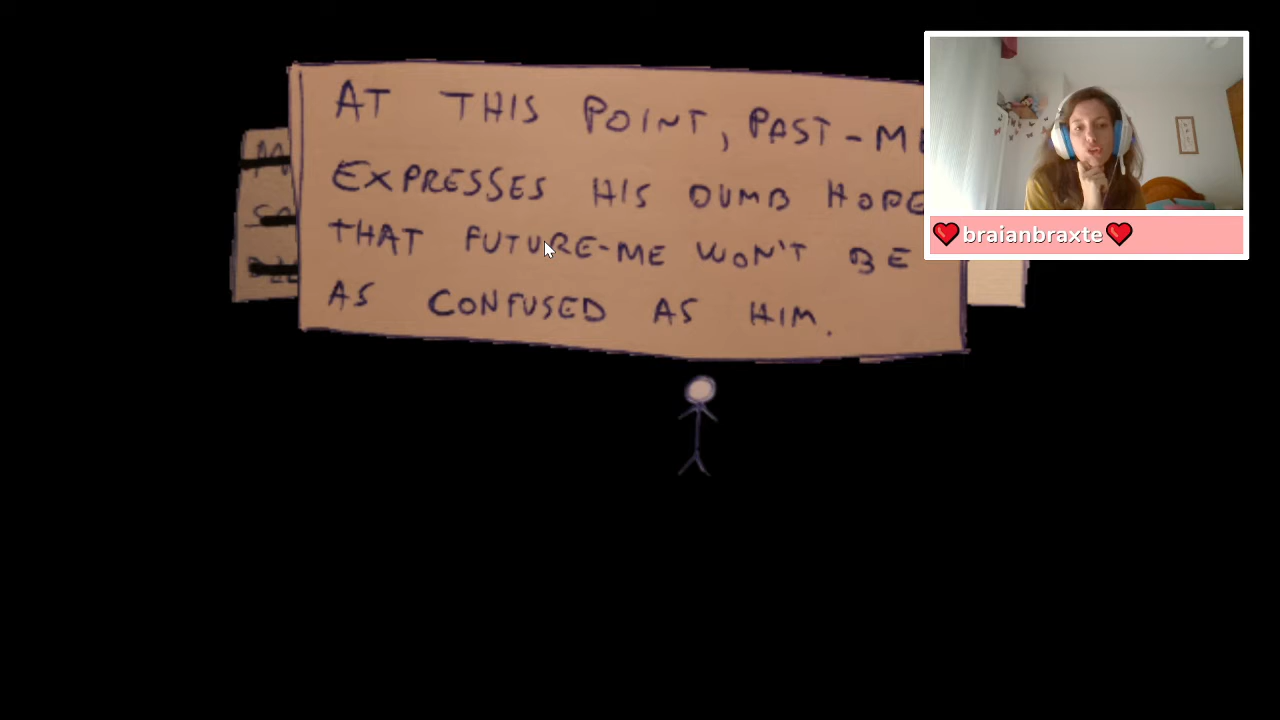 AT THIS POINT, PAST-ME
EXPRESSES HIS DUMB HOPE
THAT FUTURE-ME WON'T BE
AS CONFUSED AS HIM.
braianbraxte